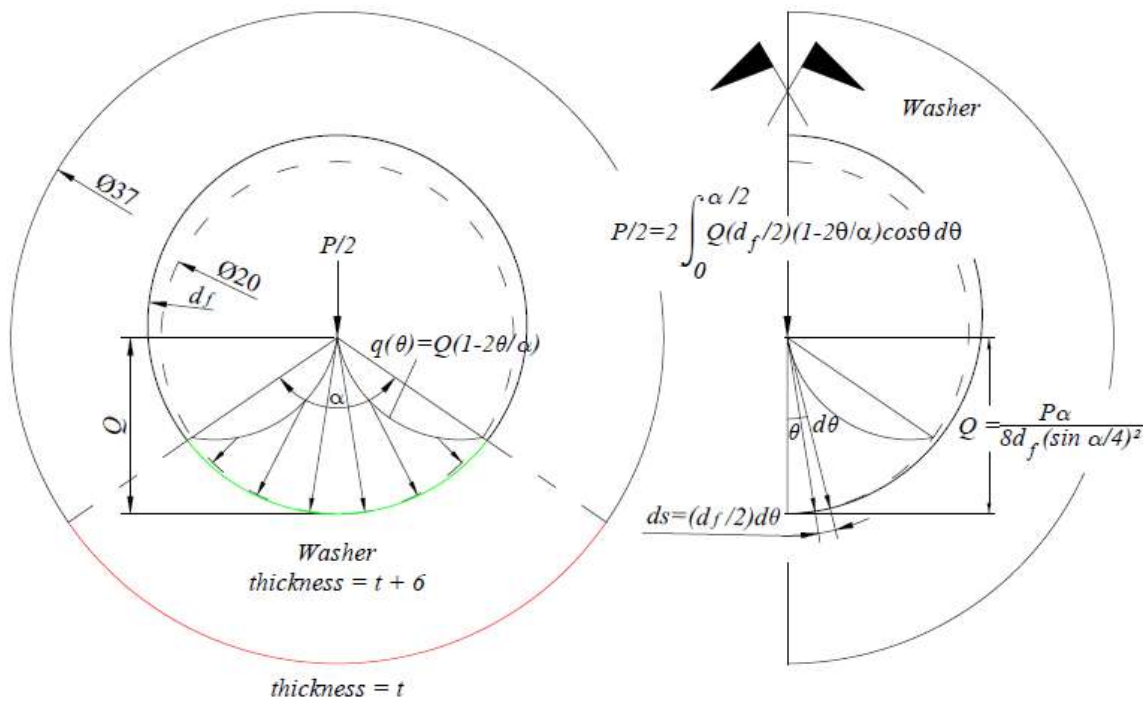 Ø37
Ø20
d_f
P/2
q(θ)=Q(1-2θ/α)
α
Q
Washer
thickness = t + 6
thickness = t
Washer
P/2=2∫₀^{α/2} Q(d_f/2)(1-2θ/α)cosθ dθ
θ
dθ
Q = Pα/8d_f(sin α/4)²
ds=(d_f/2)dθ